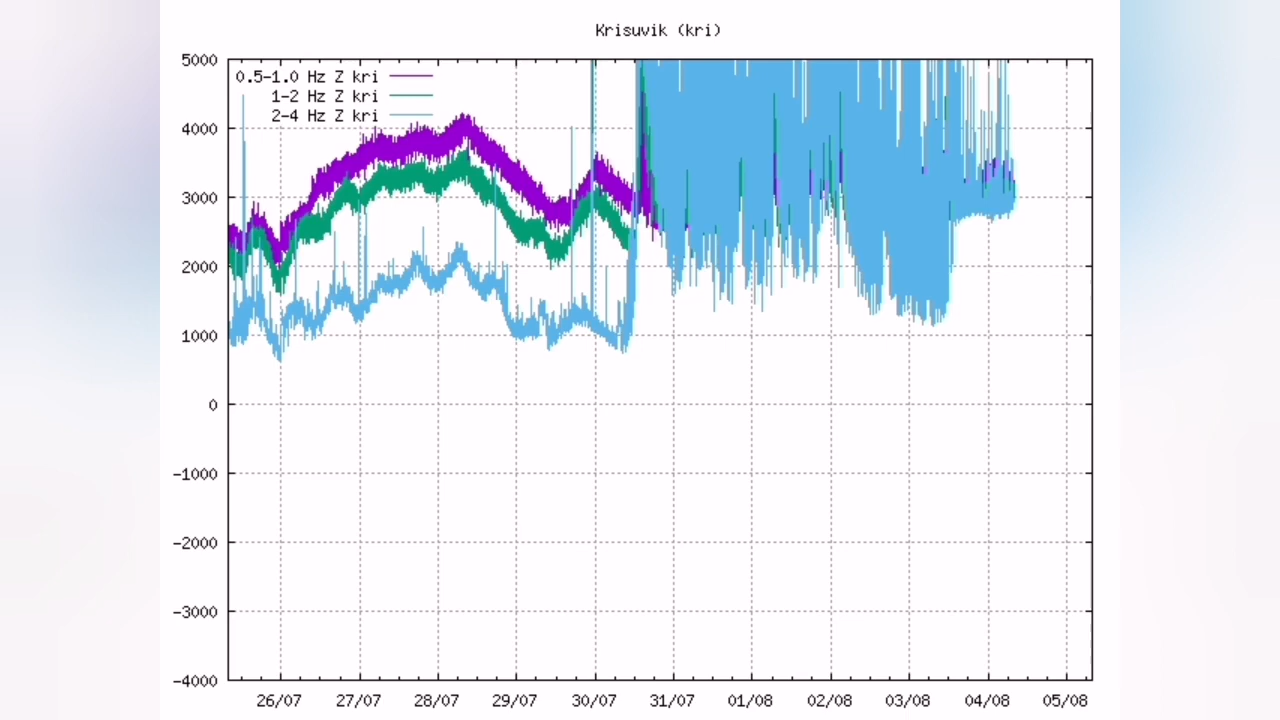 Krisuvik (kri)
5000
0.5-1.0 Hz Z kri
1-2 Hz Z kri
2-4 Hz Z kri
4000
3000
2000
1000
0
-1000
-2000
-3000
-4000
26/07 27/07 28/07 29/07 30/07 31/07 01/08 02/08 03/08 04/08 05/08